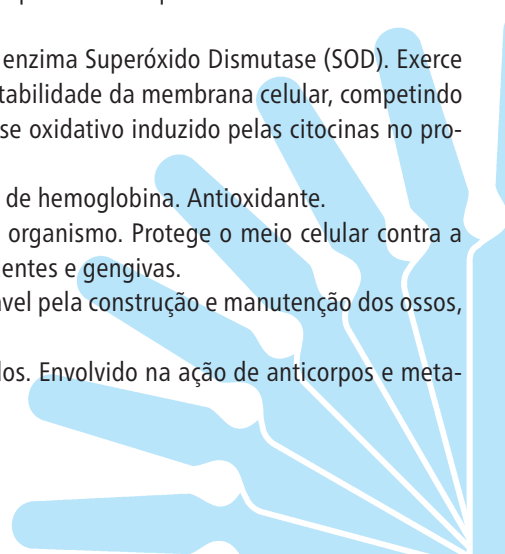 enzima Superóxido Dismutase (SOD). Exerce
tabilidade da membrana celular, competindo
se oxidativo induzido pelas citocinas no pro-
de hemoglobina. Antioxidante.
organismo. Protege o meio celular contra a
entes e gengivas.
vel pela construção e manutenção dos ossos,
los. Envolvido na ação de anticorpos e meta-